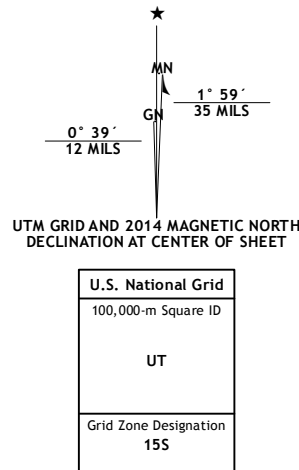 ★
MN
GN
1° 59´
35 MILS
0° 39´
12 MILS
UTM GRID AND 2014 MAGNETIC NORTH
DECLINATION AT CENTER OF SHEET
U.S. National Grid
100,000-m Square ID
UT
Grid Zone Designation
15S